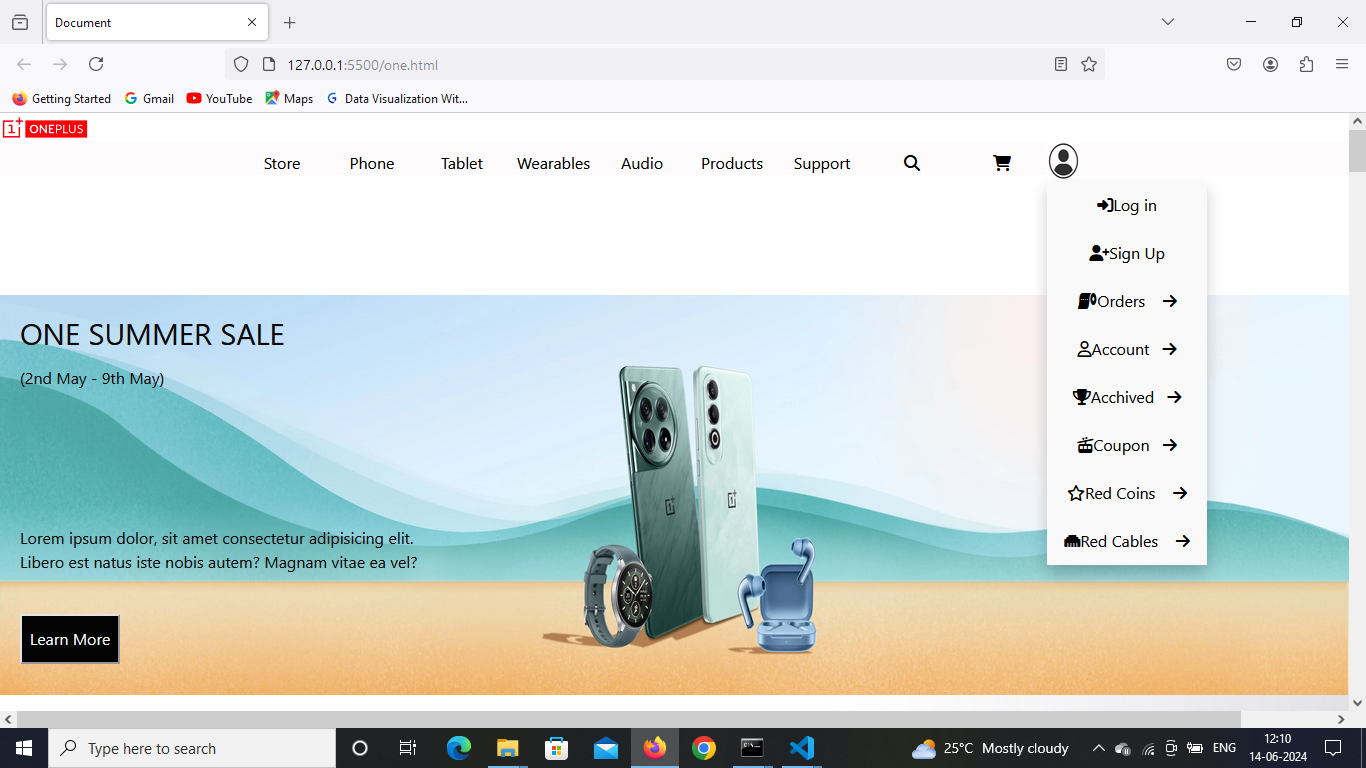 Document
127.0.0.1:5500/one.html
Getting Started Gmail YouTube Maps Data Visualization Wit...
ONEPLUS
Store Phone Tablet Wearables Audio Products Support
Log in
Sign Up
Orders
Account
Acchived
Coupon
Red Coins
Red Cables
ONE SUMMER SALE
(2nd May - 9th May)
Lorem ipsum dolor, sit amet consectetur adipisicing elit.
Libero est natus iste nobis autem? Magnam vitae ea vel?
Learn More
Type here to search
25°C Mostly cloudy
ENG
12:10
14-06-2024